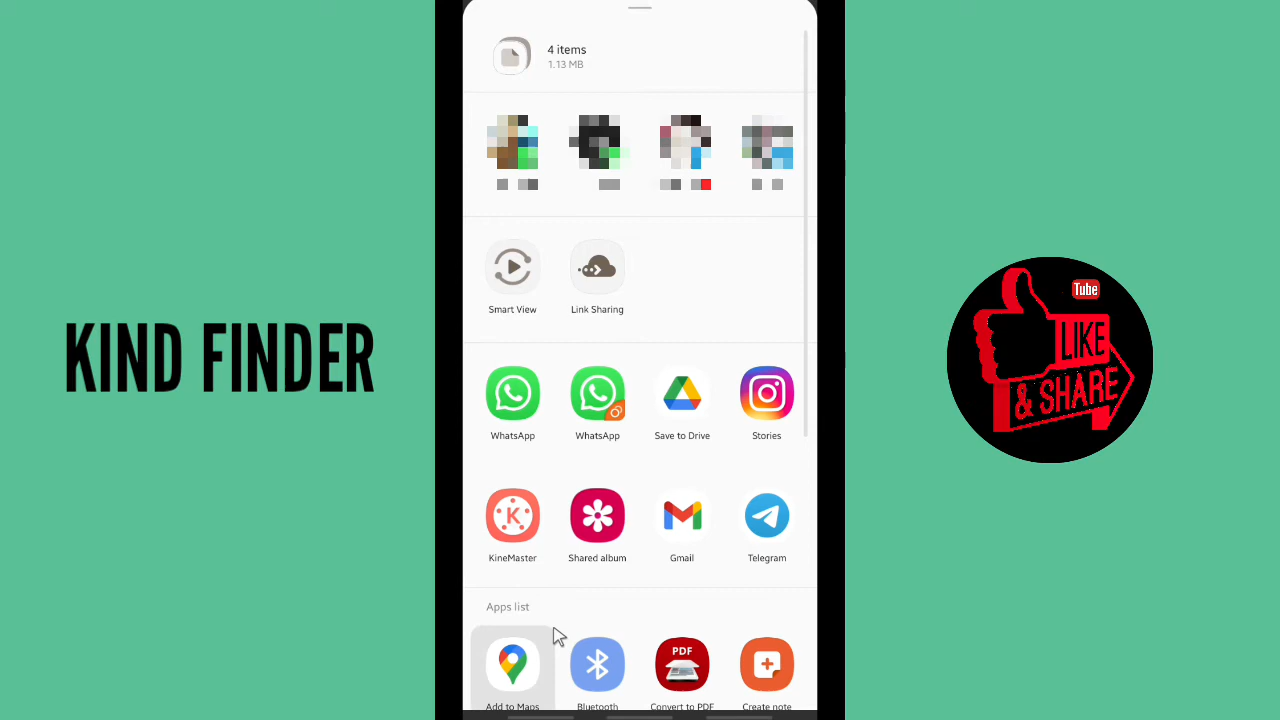 4 items
1.13 MB
Smart View
Link Sharing
KIND FINDER
Tube
LIKE
& SHARE
WhatsApp
WhatsApp
Save to Drive
Stories
KineMaster
Shared album
Gmail
Telegram
Apps list
PDF
Add to Maps
Bluetooth
Convert to PDF
Create note